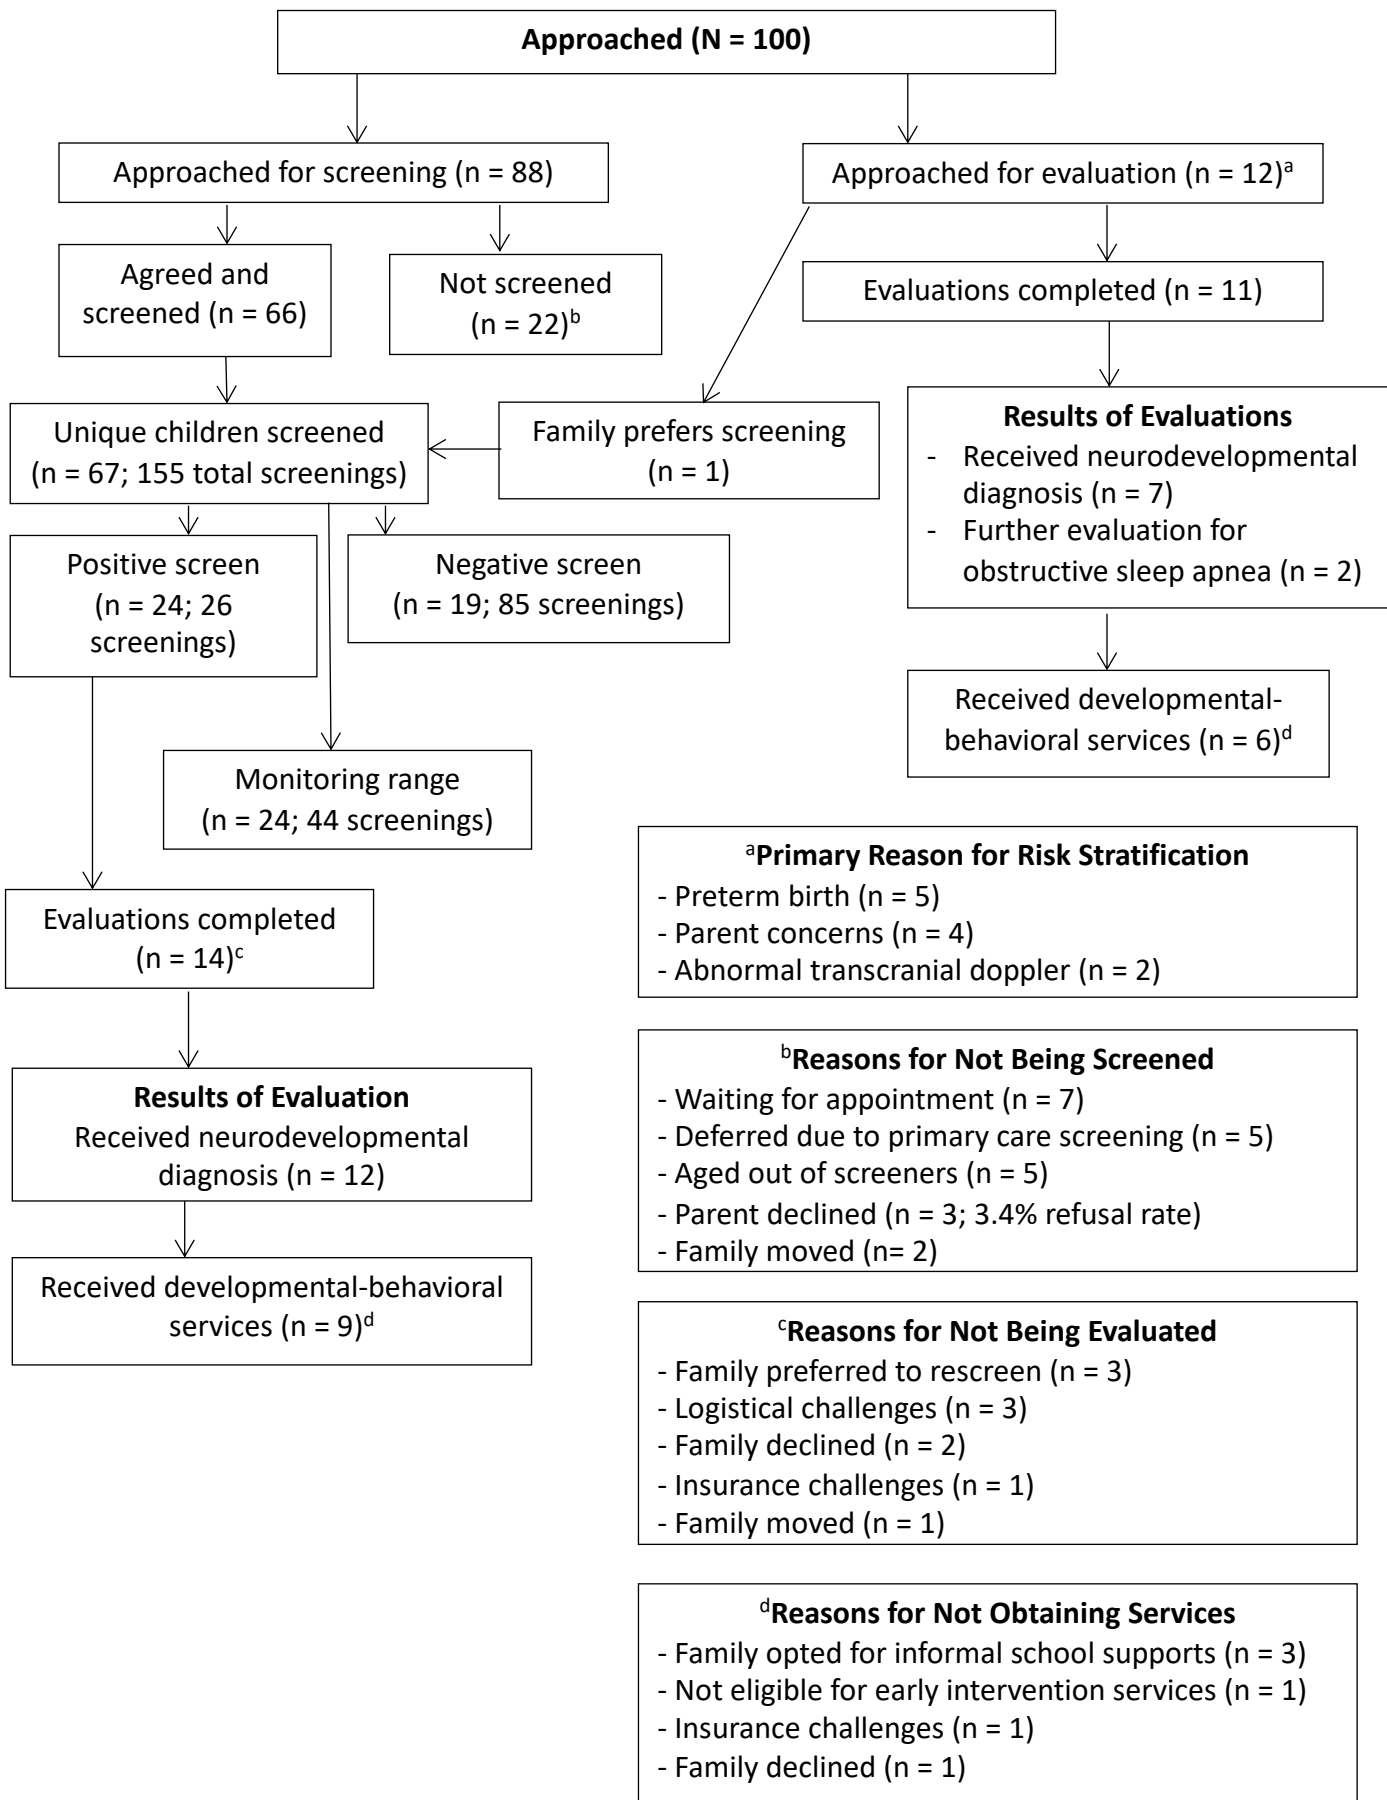 Approached (N = 100)
Approached for screening (n = 88)
Approached for evaluation (n = 12)a
Agreed and
screened (n = 66)
Not screened
(n = 22)b
Evaluations completed (n = 11)
Unique children screened
(n = 67; 155 total screenings)
Family prefers screening
(n = 1)
Results of Evaluations
- Received neurodevelopmental
diagnosis (n = 7)
- Further evaluation for
obstructive sleep apnea (n = 2)
Positive screen
(n = 24; 26
screenings)
Negative screen
(n = 19; 85 screenings)
Received developmental-
behavioral services (n = 6)d
Monitoring range
(n = 24; 44 screenings)
Evaluations completed
(n = 14)c
Results of Evaluation
Received neurodevelopmental
diagnosis (n = 12)
Received developmental-behavioral
services (n = 9)d
aPrimary Reason for Risk Stratification
- Preterm birth (n = 5)
- Parent concerns (n = 4)
- Abnormal transcranial doppler (n = 2)
bReasons for Not Being Screened
- Waiting for appointment (n = 7)
- Deferred due to primary care screening (n = 5)
- Aged out of screeners (n = 5)
- Parent declined (n = 3; 3.4% refusal rate)
- Family moved (n= 2)
cReasons for Not Being Evaluated
- Family preferred to rescreen (n = 3)
- Logistical challenges (n = 3)
- Family declined (n = 2)
- Insurance challenges (n = 1)
- Family moved (n = 1)
dReasons for Not Obtaining Services
- Family opted for informal school supports (n = 3)
- Not eligible for early intervention services (n = 1)
- Insurance challenges (n = 1)
- Family declined (n = 1)